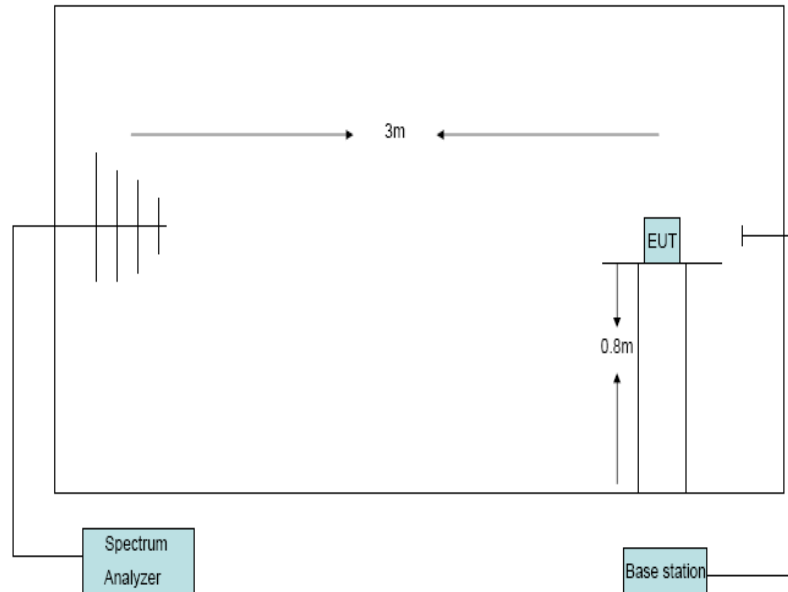 3m
EUT
0.8m
Spectrum
Analyzer
Base station